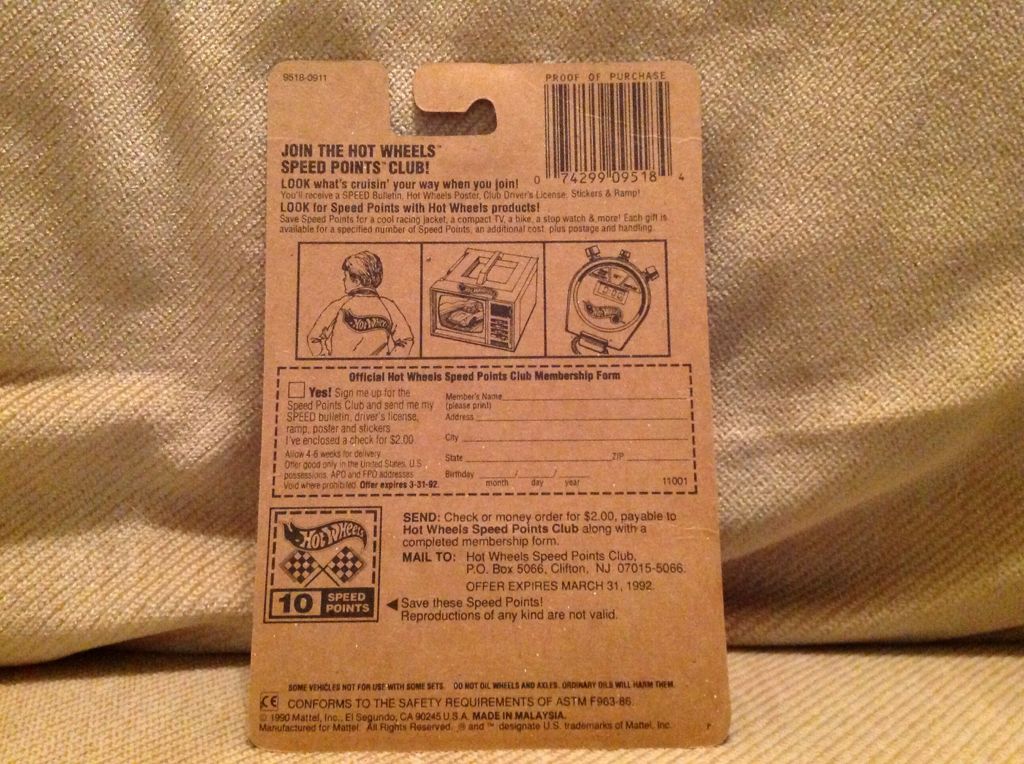 9518-0911
PROOF OF PURCHASE
0 74299 09518 4
JOIN THE HOT WHEELS™
SPEED POINTS™ CLUB!
LOOK what's cruisin' your way when you join!
You'll receive a SPEED Bulletin, Hot Wheels Poster, Club Driver's License, Stickers & Ramp!
LOOK for Speed Points with Hot Wheels products!
Save Speed Points for a cool racing jacket, a compact TV, a bike, a stop watch & more! Each gift is
available for a specified number of Speed Points, an additional cost, plus postage and handling.
Hot Wheels
Hot Wheels
Official Hot Wheels Speed Points Club Membership Form
Yes! Sign me up for the
Speed Points Club and send me my
SPEED bulletin, driver's license,
ramp, poster and stickers.
I've enclosed a check for $2.00
Allow 4-6 weeks for delivery.
Offer good only in the United States, U.S.
possessions, APO and FPO addresses.
Void where prohibited. Offer expires 3-31-92.
Member's Name
(please print)
Address
City
State ZIP
Birthday / /
month day year
11001
Hot Wheels
10 SPEED
POINTS
SEND: Check or money order for $2.00, payable to
Hot Wheels Speed Points Club along with a
completed membership form.
MAIL TO: Hot Wheels Speed Points Club,
P.O. Box 5066, Clifton, NJ 07015-5066.
OFFER EXPIRES MARCH 31, 1992.
Save these Speed Points!
Reproductions of any kind are not valid.
SOME VEHICLES NOT FOR USE WITH SOME SETS. DO NOT OIL WHEELS AND AXLES. ORDINARY OILS WILL HARM THEM.
CE CONFORMS TO THE SAFETY REQUIREMENTS OF ASTM F963-86.
© 1990 Mattel, Inc., El Segundo, CA 90245 U.S.A. MADE IN MALAYSIA.
Manufactured for Mattel. All Rights Reserved. ® and ™ designate U.S. trademarks of Mattel, Inc.